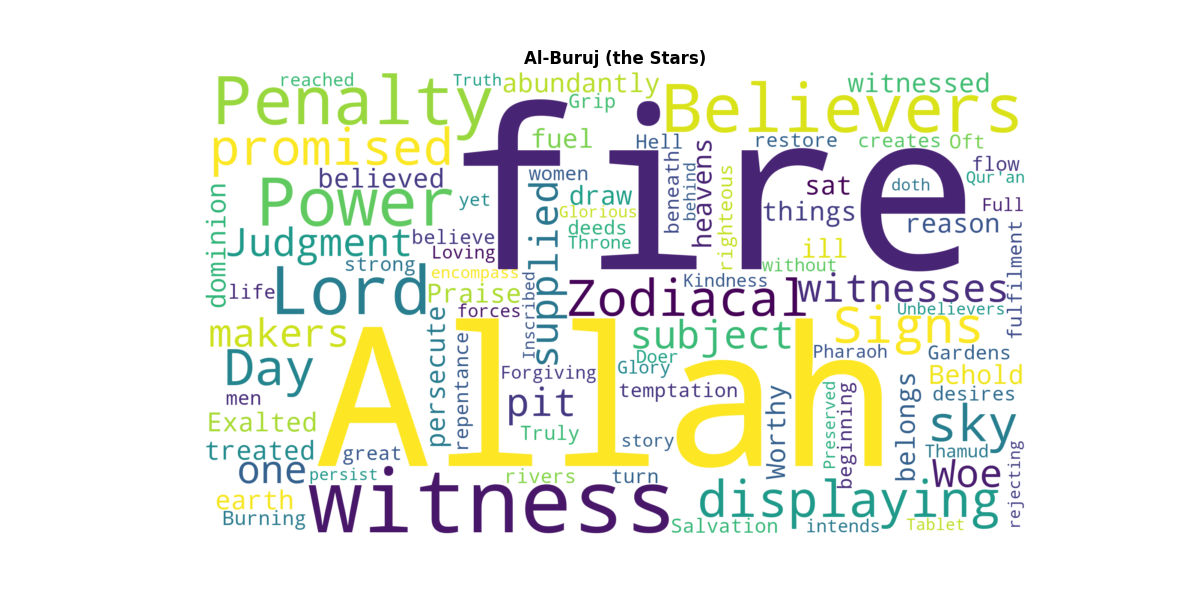 Al-Buruj (the Stars)
reached
Truth
abundantly
witnessed
Penalty
Grip
Believers
fire
promised
fuel
Hell
restore
creates
Oft
believed
women
beneath
behind
heavens
righteous
sat
doth
flow
Qur'an
Power
yet
supplied
draw
Glorious
deeds
Throne
things
reason
Full
dominion
Judgment
believe
Loving
ill
without
fulfilment
strong
encompass
life
Lord
Praise
forces
Inscribed
Kindness
Zodiacal
witnesses
Unbelievers
makers
persecute
repentance
subject
Signs
Day
Allah
Forgiving
Doer
Glory
Pharaoh
Gardens
Behold
men
pit
temptation
Worthy
Preserved
beginning
belongs
desires
Exalted
Truly
story
sky
treated
great
Thamud
one
persist
rivers
turn
Woe
rejecting
earth
witness
displaying
Burning
Salvation
intends
Tablet